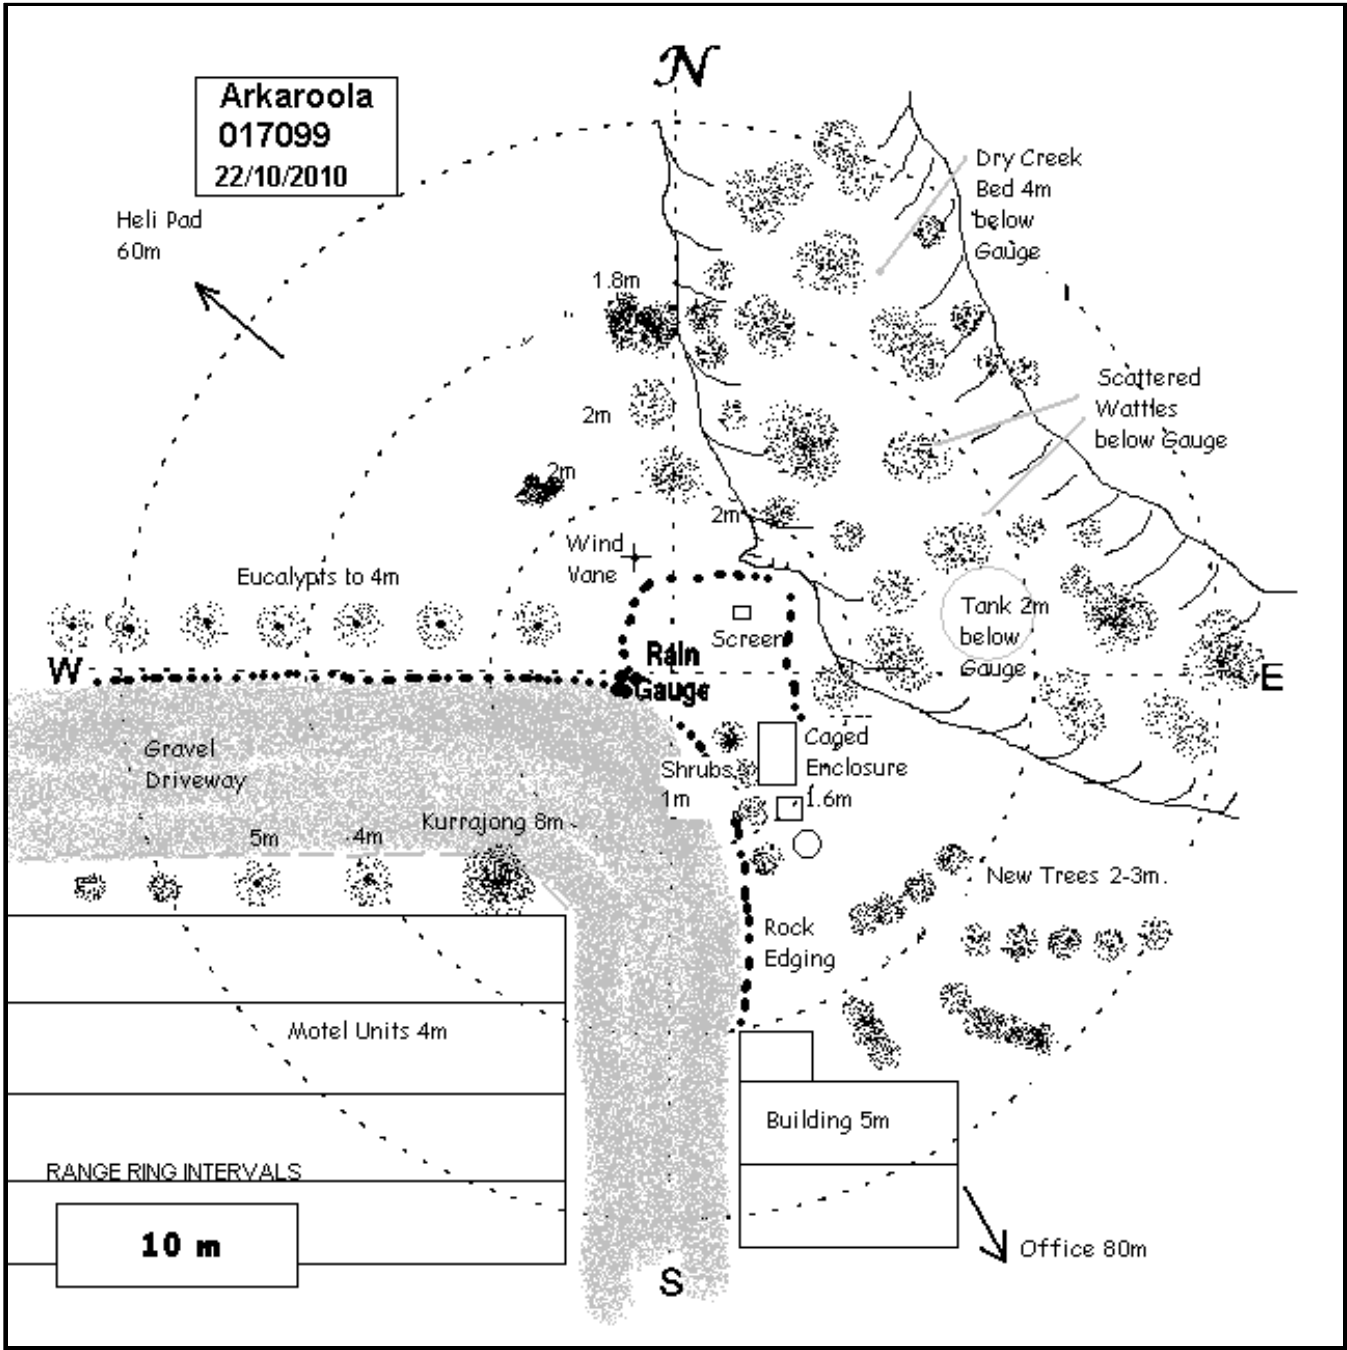 N
Arkaroola
017099
22/10/2010
Heli Pad
60m
Dry Creek
Bed 4m
below
Gauge
1.8m
Scattered
Wattles
below Gauge
2m
2m
2m
Wind
Vane
Eucalypts to 4m
Screen
Tank 2m
below
Gauge
W
Rain
Gauge
E
Gravel
Driveway
Caged
Enclosure
1.6m
Shrubs
1m
Kurrajong 8m
5m
4m
New Trees 2-3m.
Rock
Edging
Motel Units 4m
Building 5m
RANGE RING INTERVALS
10 m
Office 80m
S